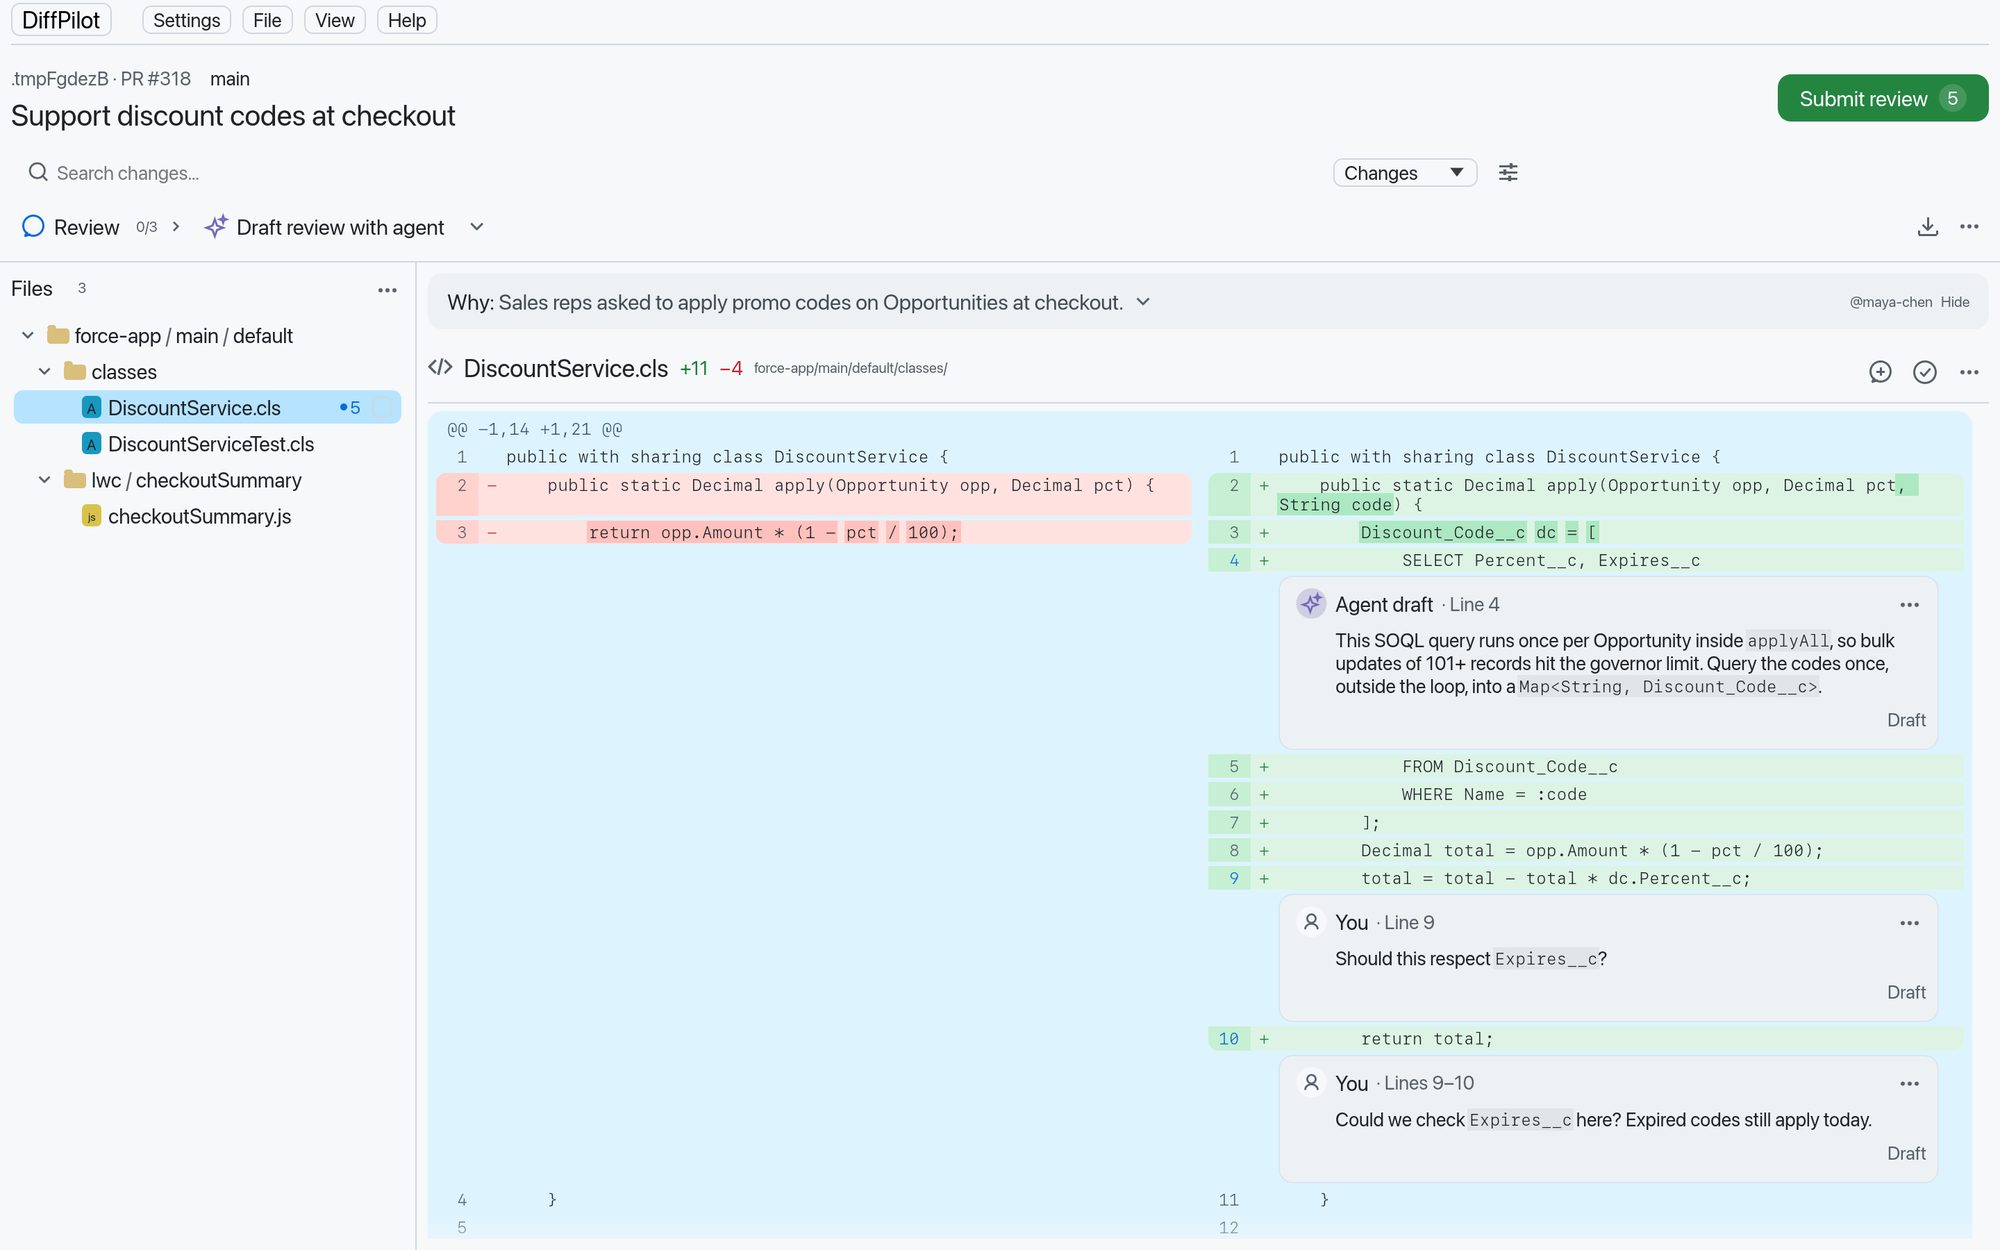 DiffPilot Settings File View Help
.tmpFgdezB · PR #318 main
Support discount codes at checkout
Submit review 5
Search changes...
Changes
Review 0/3 Draft review with agent
Files 3
force-app / main / default
classes
A DiscountService.cls 5
A DiscountServiceTest.cls
lwc / checkoutSummary
js checkoutSummary.js
Why: Sales reps asked to apply promo codes on Opportunities at checkout.
@maya-chen Hide
DiscountService.cls +11 −4 force-app/main/default/classes/
@@ −1,14 +1,21 @@
1 public with sharing class DiscountService {
2 − public static Decimal apply(Opportunity opp, Decimal pct) {
3 − return opp.Amount * (1 − pct / 100);
4 }
5
1 public with sharing class DiscountService {
2 + public static Decimal apply(Opportunity opp, Decimal pct,
String code) {
3 + Discount_Code__c dc = [
4 + SELECT Percent__c, Expires__c
Agent draft · Line 4
This SOQL query runs once per Opportunity inside applyAll, so bulk
updates of 101+ records hit the governor limit. Query the codes once,
outside the loop, into a Map<String, Discount_Code__c>.
Draft
5 + FROM Discount_Code__c
6 + WHERE Name = :code
7 + ];
8 + Decimal total = opp.Amount * (1 − pct / 100);
9 + total = total − total * dc.Percent__c;
You · Line 9
Should this respect Expires__c?
Draft
10 + return total;
You · Lines 9–10
Could we check Expires__c here? Expired codes still apply today.
Draft
11 }
12